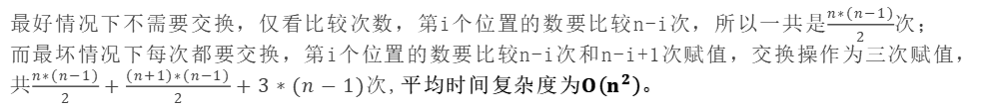 最好情况下不需要交换，仅看比较次数，第i个位置的数要比较n-i次，所以一共是\frac{n*(n-1)}{2}次；
而最坏情况下每次都要交换，第i个位置的数要比较n-i次和n-i+1次赋值，交换操作为三次赋值，
共\frac{n*(n-1)}{2} + \frac{(n+1)*(n-1)}{2} + 3 * (n - 1)次, 平均时间复杂度为O(n²)。